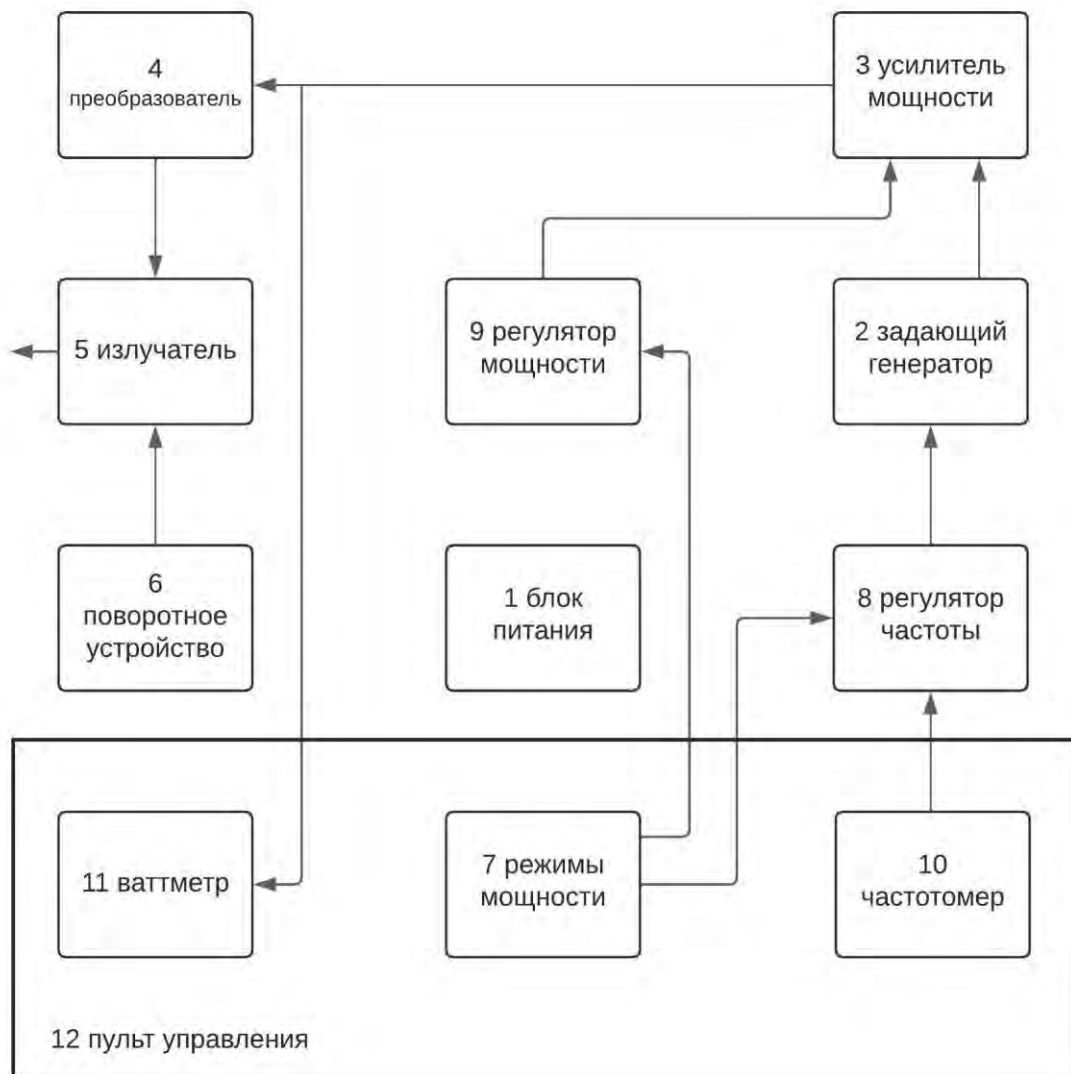 4
преобразователь
3 усилитель
мощности
5 излучатель
9 регулятор
мощности
2 задающий
генератор
6
поворотное
устройство
1 блок
питания
8 регулятор
частоты
11 ваттметр
7 режимы
мощности
10
частотомер
12 пульт управления